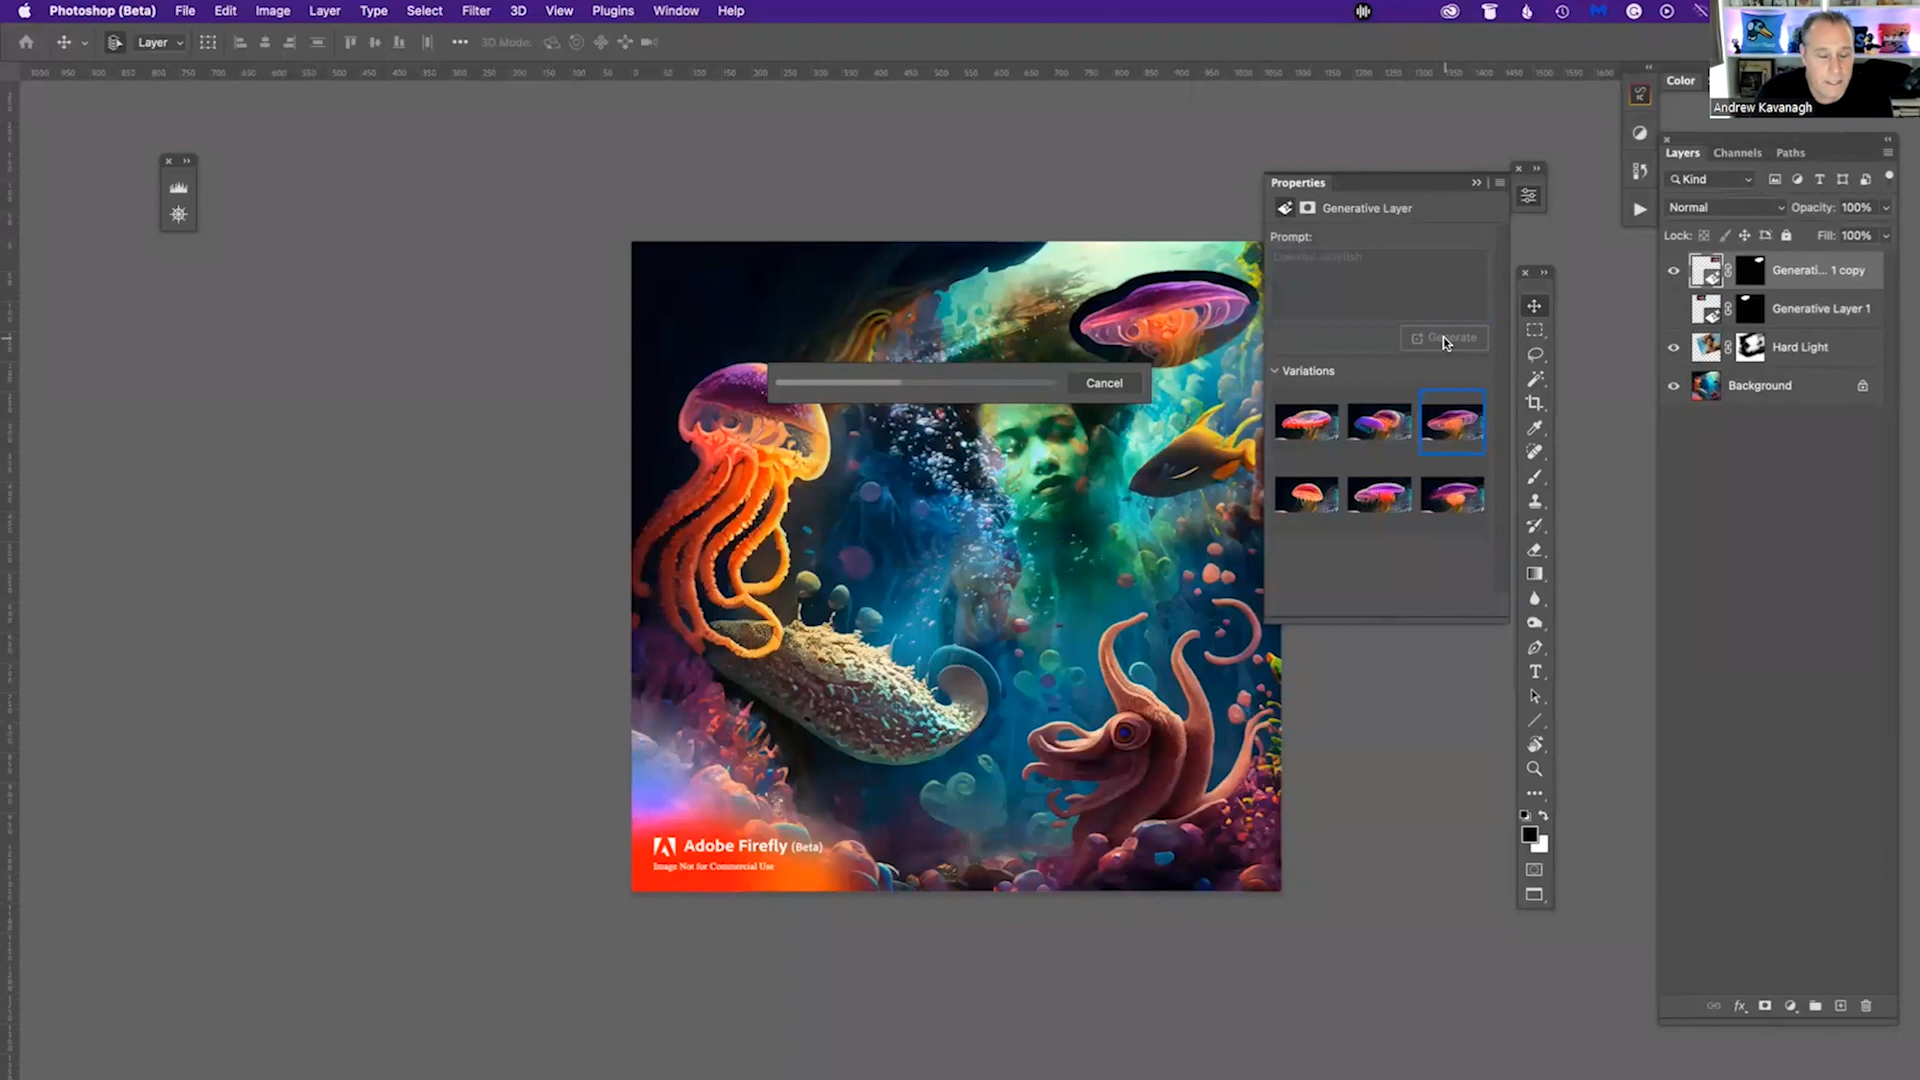 Photoshop (Beta) File Edit Image Layer Type Select Filter 3D View Plugins Window Help
Layer
3D Mode:
Andrew Kavanagh
Color
Layers Channels Paths
Kind
Normal Opacity: 100%
Lock: Fill: 100%
Generati... 1 copy
Generative Layer 1
Hard Light
Background
Properties
Generative Layer
Prompt:
Generate
Variations
Cancel
Adobe Firefly (Beta)
Image Not for Commercial Use